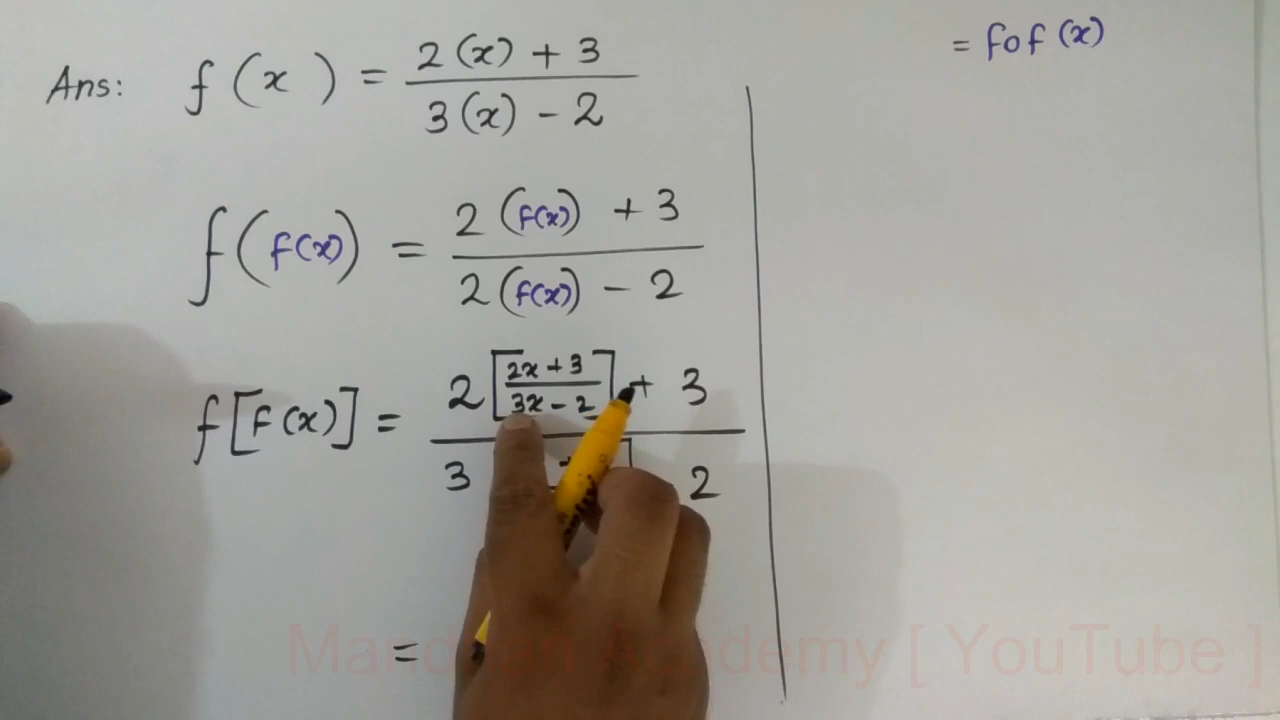 = fof (x)
Ans: f (x) = 2(x) + 3 / 3(x) - 2
f(f(x)) = 2(f(x)) + 3 / 2(f(x)) - 2
f[f(x)] = 2[2x + 3 / 3x - 2] + 3 / 3 2
=
Academy [ YouTube ]